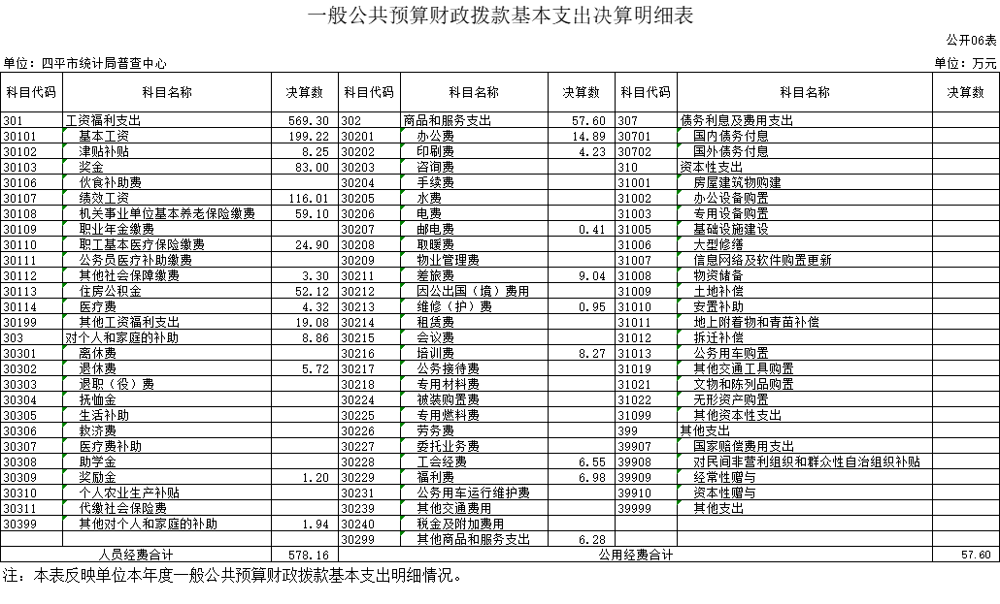 一般公共预算财政拨款基本支出决算明细表
公开06表
单位：四平市统计局普查中心 单位：万元
科目代码 科目名称 决算数 科目代码 科目名称 决算数 科目代码 科目名称 决算数
301 工资福利支出 569.30 302 商品和服务支出 57.60 307 债务利息及费用支出
30101 基本工资 199.22 30201 办公费 14.89 30701 国内债务付息
30102 津贴补贴 8.25 30202 印刷费 4.23 30702 国外债务付息
30103 奖金 83.00 30203 咨询费 310 资本性支出
30106 伙食补助费 30204 手续费 31001 房屋建筑物购建
30107 绩效工资 116.01 30205 水费 31002 办公设备购置
30108 机关事业单位基本养老保险缴费 59.10 30206 电费 31003 专用设备购置
30109 职业年金缴费 30207 邮电费 0.41 31005 基础设施建设
30110 职工基本医疗保险缴费 24.90 30208 取暖费 31006 大型修缮
30111 公务员医疗补助缴费 30209 物业管理费 31007 信息网络及软件购置更新
30112 其他社会保障缴费 3.30 30211 差旅费 9.04 31008 物资储备
30113 住房公积金 52.12 30212 因公出国（境）费用 31009 土地补偿
30114 医疗费 4.32 30213 维修（护）费 0.95 31010 安置补助
30199 其他工资福利支出 19.08 30214 租赁费 31011 地上附着物和青苗补偿
303 对个人和家庭的补助 8.86 30215 会议费 31012 拆迁补偿
30301 离休费 30216 培训费 8.27 31013 公务用车购置
30302 退休费 5.72 30217 公务接待费 31019 其他交通工具购置
30303 退职（役）费 30218 专用材料费 31021 文物和陈列品购置
30304 抚恤金 30224 被装购置费 31022 无形资产购置
30305 生活补助 30225 专用燃料费 31099 其他资本性支出
30306 救济费 30226 劳务费 399 其他支出
30307 医疗费补助 30227 委托业务费 39907 国家赔偿费用支出
30308 助学金 30228 工会经费 6.55 39908 对民间非营利组织和群众性自治组织补贴
30309 奖励金 1.20 30229 福利费 6.98 39909 经常性赠与
30310 个人农业生产补贴 30231 公务用车运行维护费 39910 资本性赠与
30311 代缴社会保险费 30239 其他交通费用 39999 其他支出
30399 其他对个人和家庭的补助 1.94 30240 税金及附加费用
30299 其他商品和服务支出 6.28
人员经费合计 578.16 公用经费合计 57.60
注：本表反映单位本年度一般公共预算财政拨款基本支出明细情况。